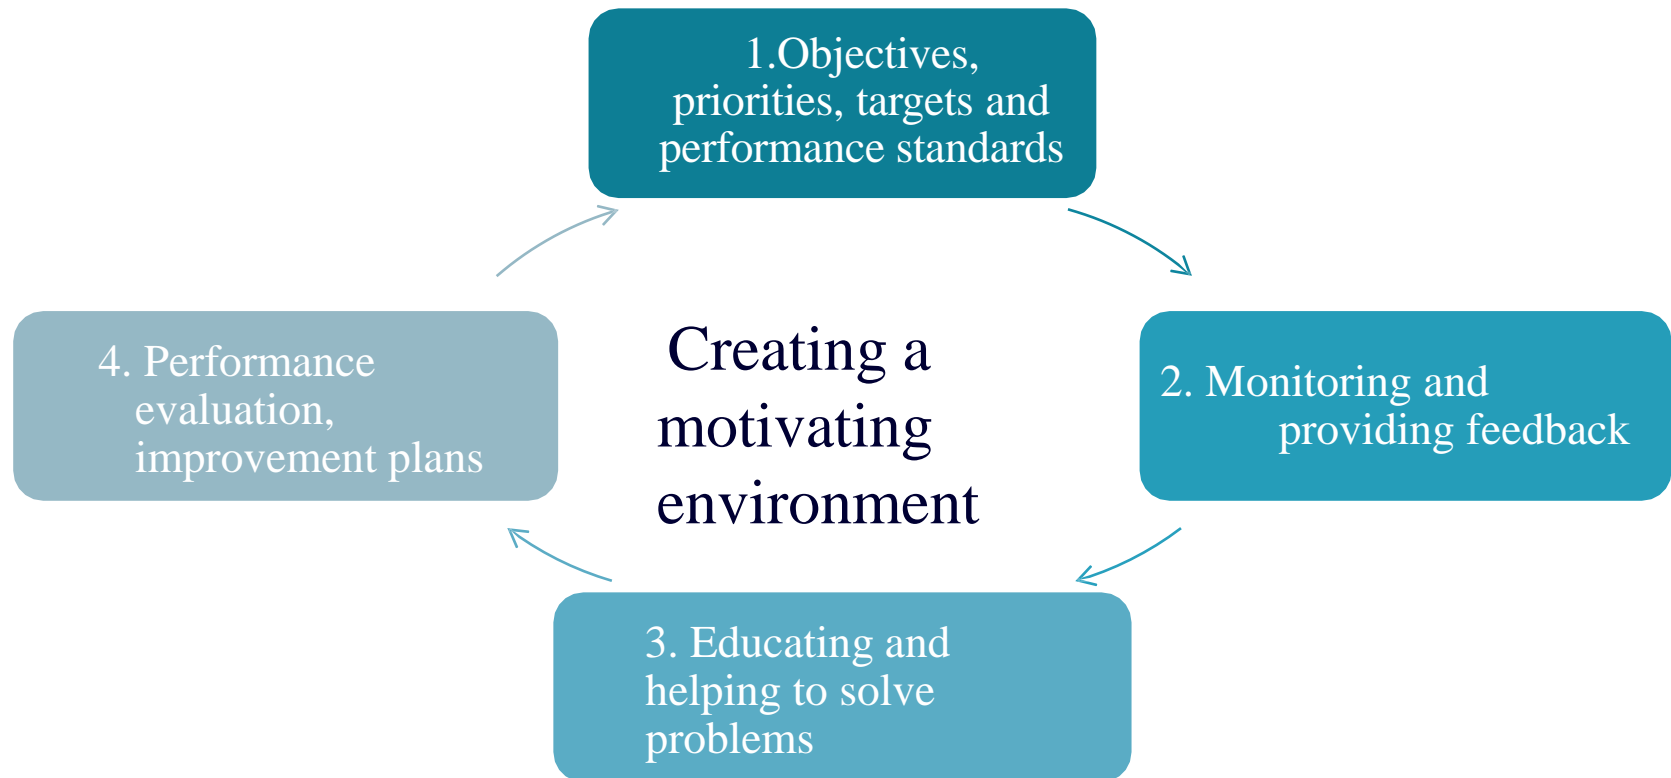 1.Objectives,
priorities, targets and
performance standards
2. Monitoring and
providing feedback
3. Educating and
helping to solve
problems
4. Performance
evaluation,
improvement plans
Creating a
motivating
environment